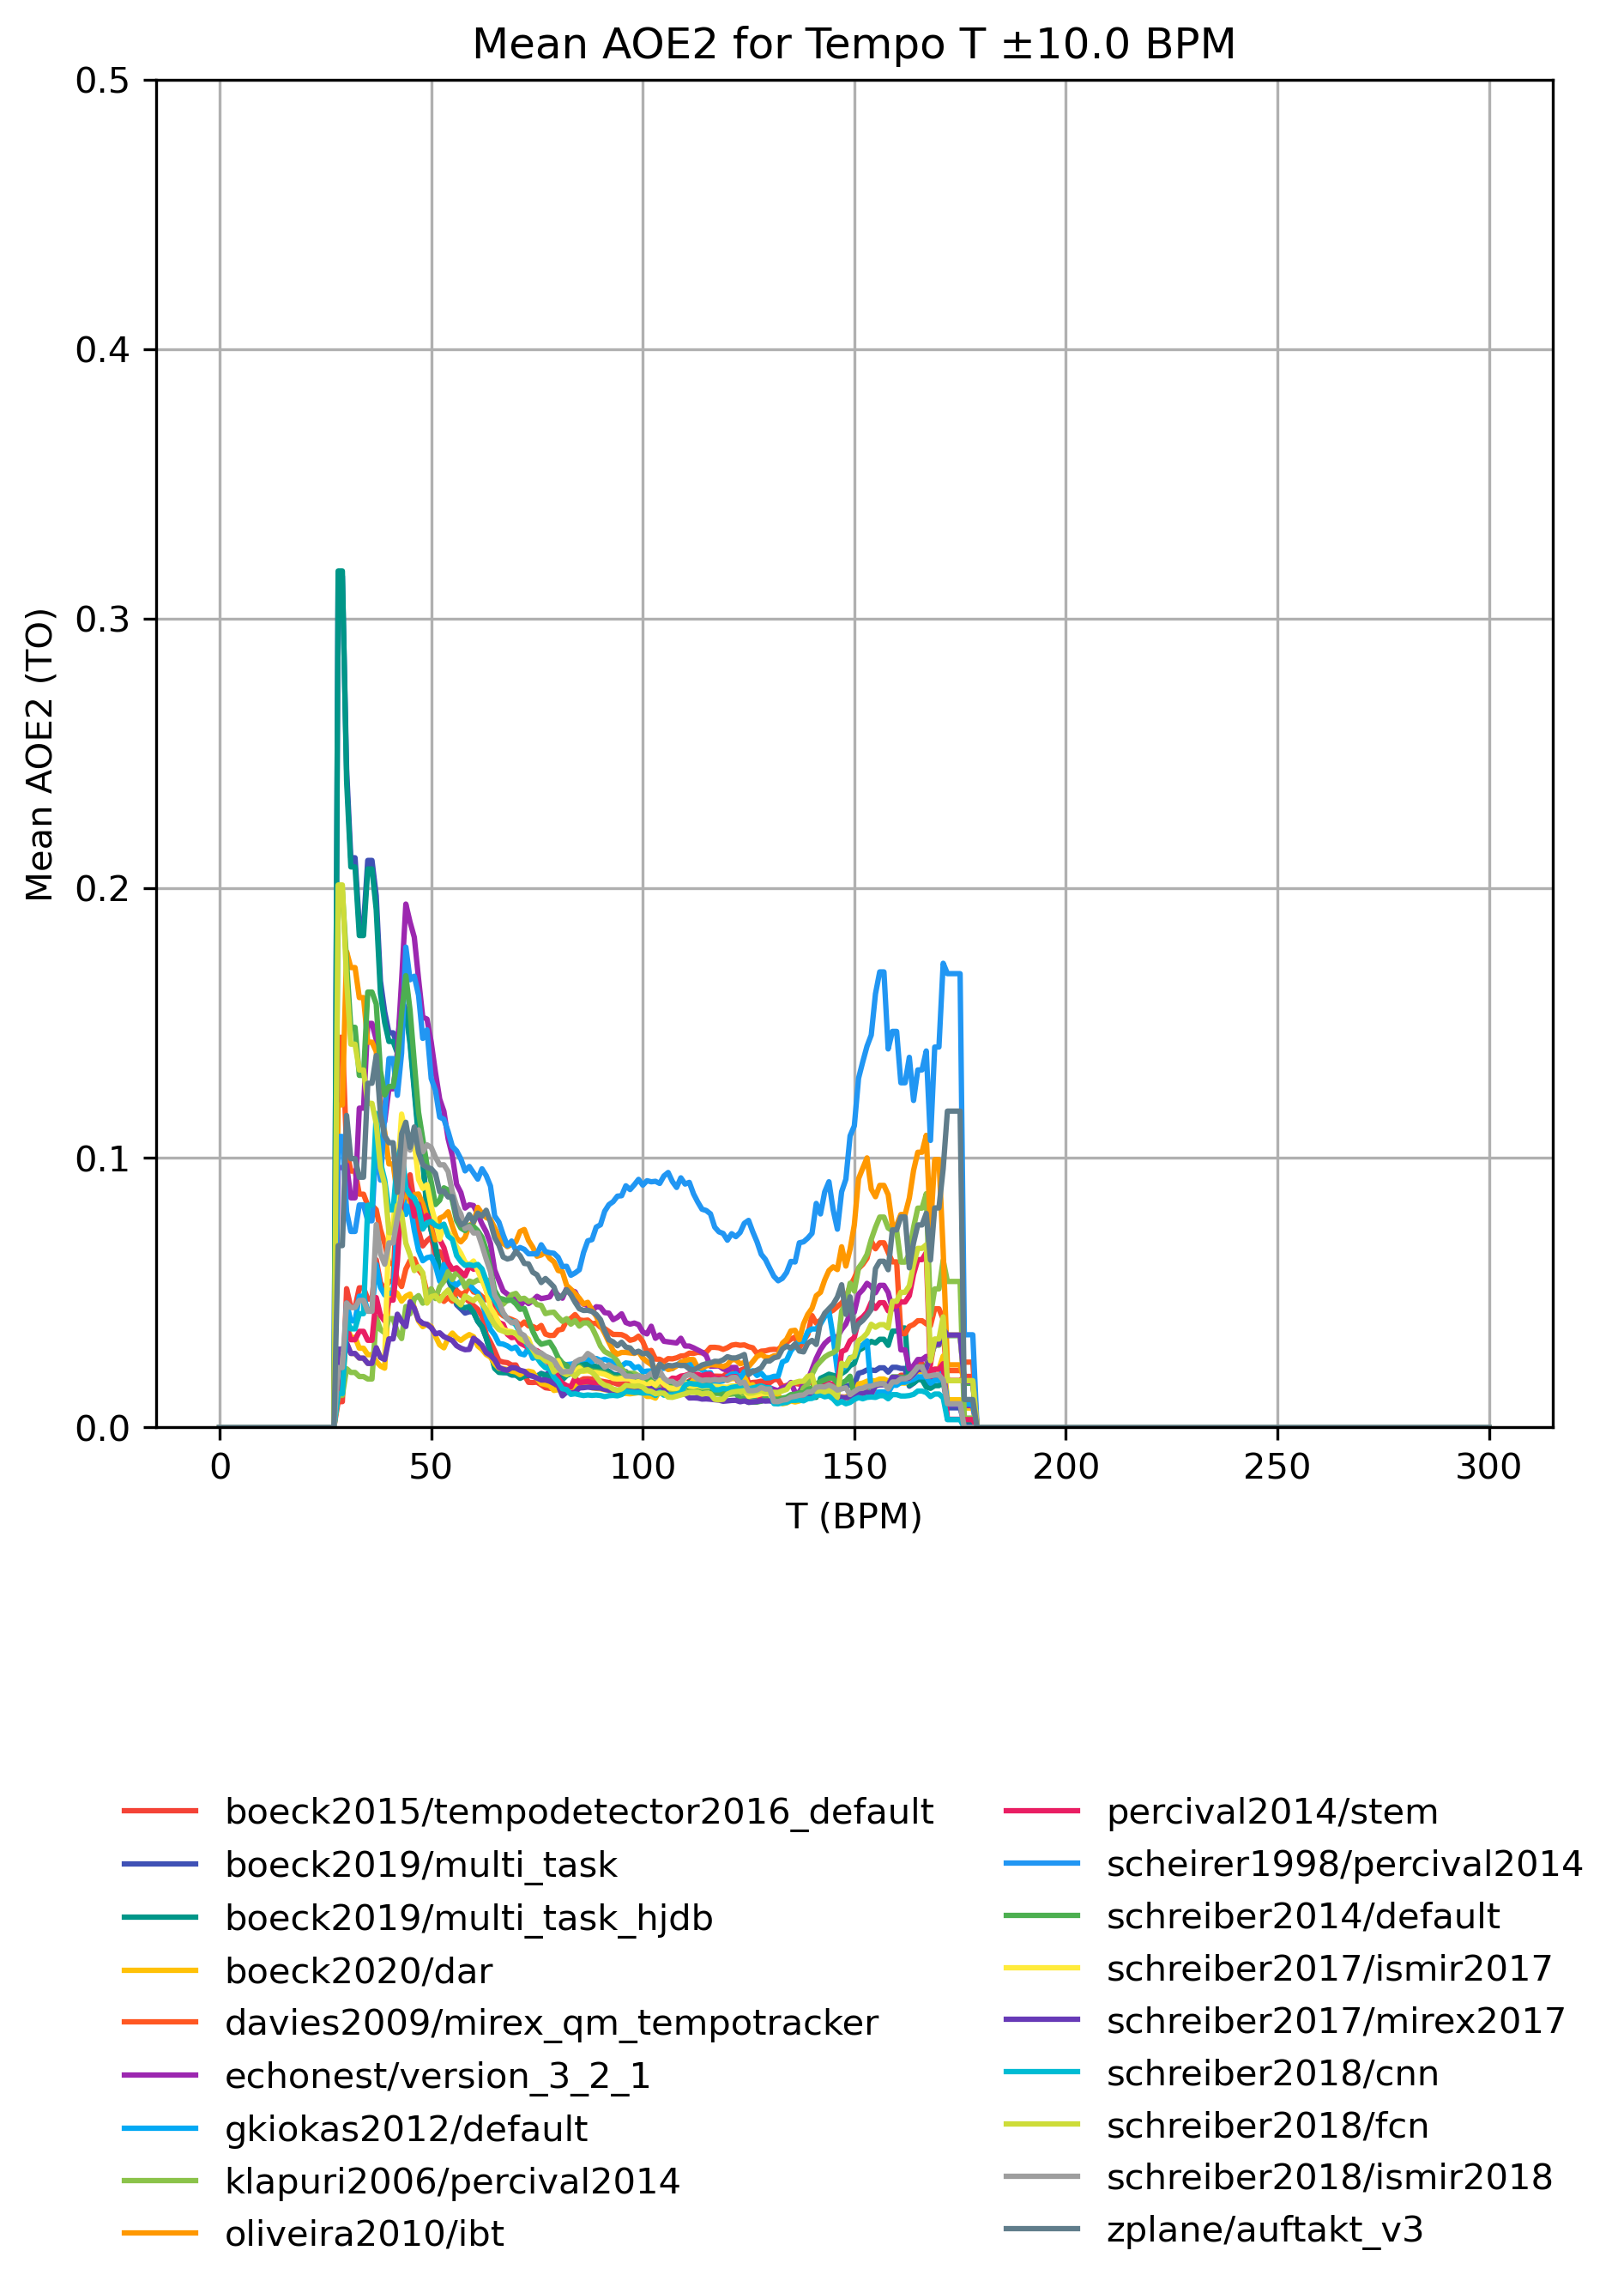 Mean AOE2 for Tempo T ±10.0 BPM
0.5
0.4
0.3
0.2
0.1
0.0
Mean AOE2 (TO)
0 50 100 150 200 250 300
T (BPM)
boeck2015/tempodetector2016_default
boeck2019/multi_task
boeck2019/multi_task_hjdb
boeck2020/dar
davies2009/mirex_qm_tempotracker
echonest/version_3_2_1
gkiokas2012/default
klapuri2006/percival2014
oliveira2010/ibt
percival2014/stem
scheirer1998/percival2014
schreiber2014/default
schreiber2017/ismir2017
schreiber2017/mirex2017
schreiber2018/cnn
schreiber2018/fcn
schreiber2018/ismir2018
zplane/auftakt_v3